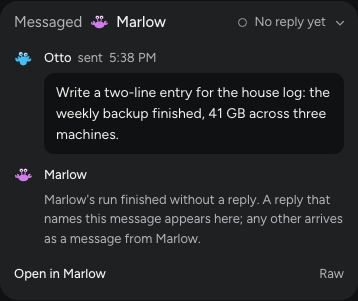 Messaged Marlow No reply yet
Otto sent 5:38 PM
Write a two-line entry for the house log: the
weekly backup finished, 41 GB across three
machines.
Marlow
Marlow's run finished without a reply. A reply that
names this message appears here; any other arrives
as a message from Marlow.
Open in Marlow Raw